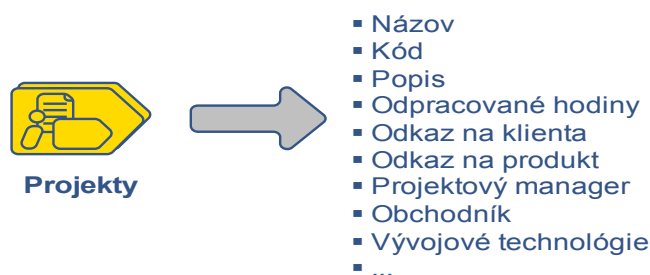 Projekty
▪ Názov
▪ Kód
▪ Popis
▪ Odpracované hodiny
▪ Odkaz na klienta
▪ Odkaz na produkt
▪ Projektový manager
▪ Obchodník
▪ Vývojové technológie
▪ ...